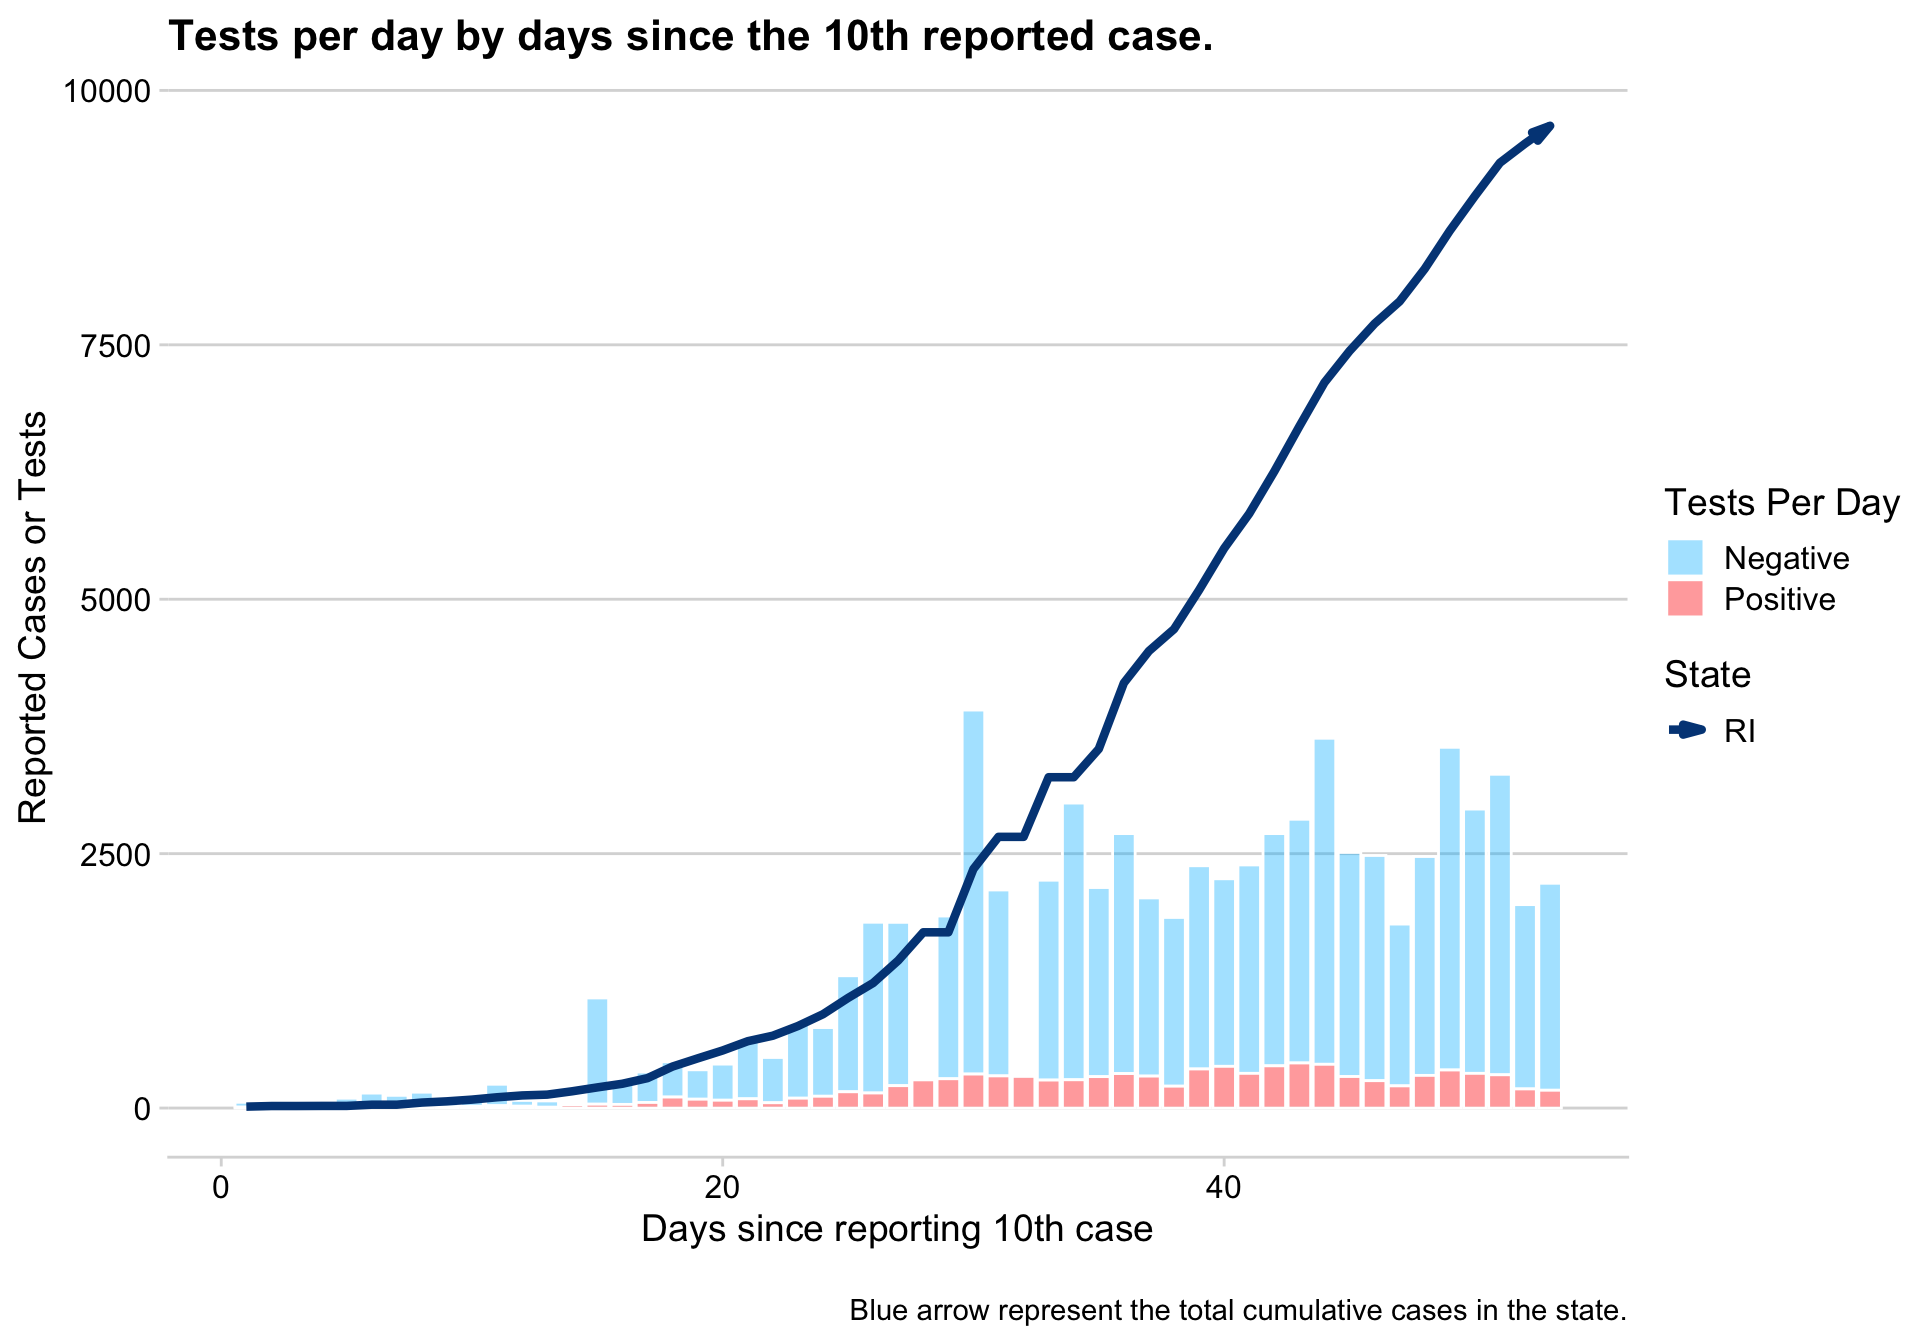 Tests per day by days since the 10th reported case.
10000
7500
5000
2500
0
Reported Cases or Tests
0 20 40
Days since reporting 10th case
Tests Per Day
Negative
Positive
State
RI
Blue arrow represent the total cumulative cases in the state.